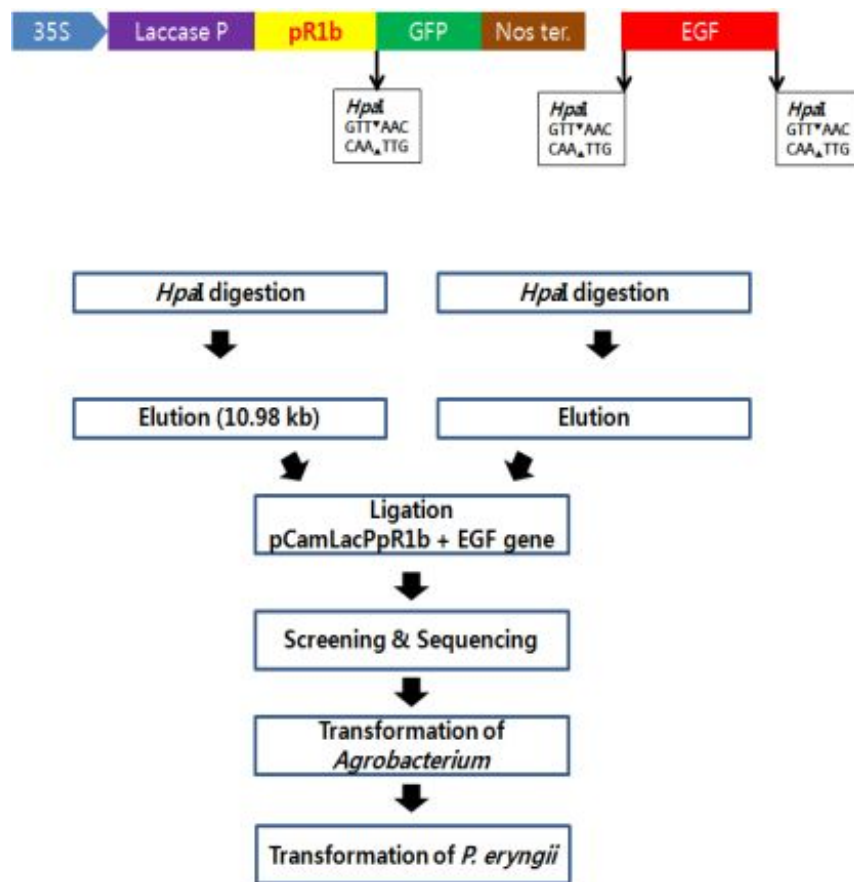 35S Laccase P pR1b GFP Nos ter. EGF
HpaI HpaI HpaI
GTT▼AAC GTT▼AAC GTT▼AAC
CAA▲TTG CAA▲TTG CAA▲TTG
HpaI digestion HpaI digestion
Elution (10.98 kb) Elution
Ligation
pCamLacPpR1b + EGF gene
Screening & Sequencing
Transformation of
Agrobacterium
Transformation of P. eryngii